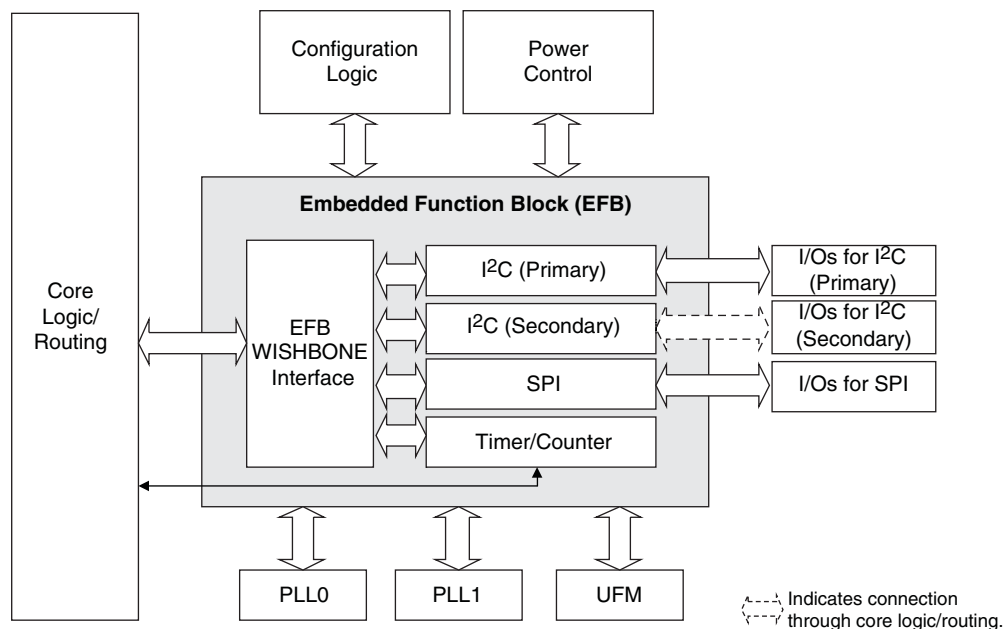 Configuration
Logic
Power
Control
Embedded Function Block (EFB)
Core
Logic/
Routing
EFB
WISHBONE
Interface
I²C (Primary)
I²C (Secondary)
SPI
Timer/Counter
I/Os for I²C
(Primary)
I/Os for I²C
(Secondary)
I/Os for SPI
PLL0
PLL1
UFM
Indicates connection
through core logic/routing.